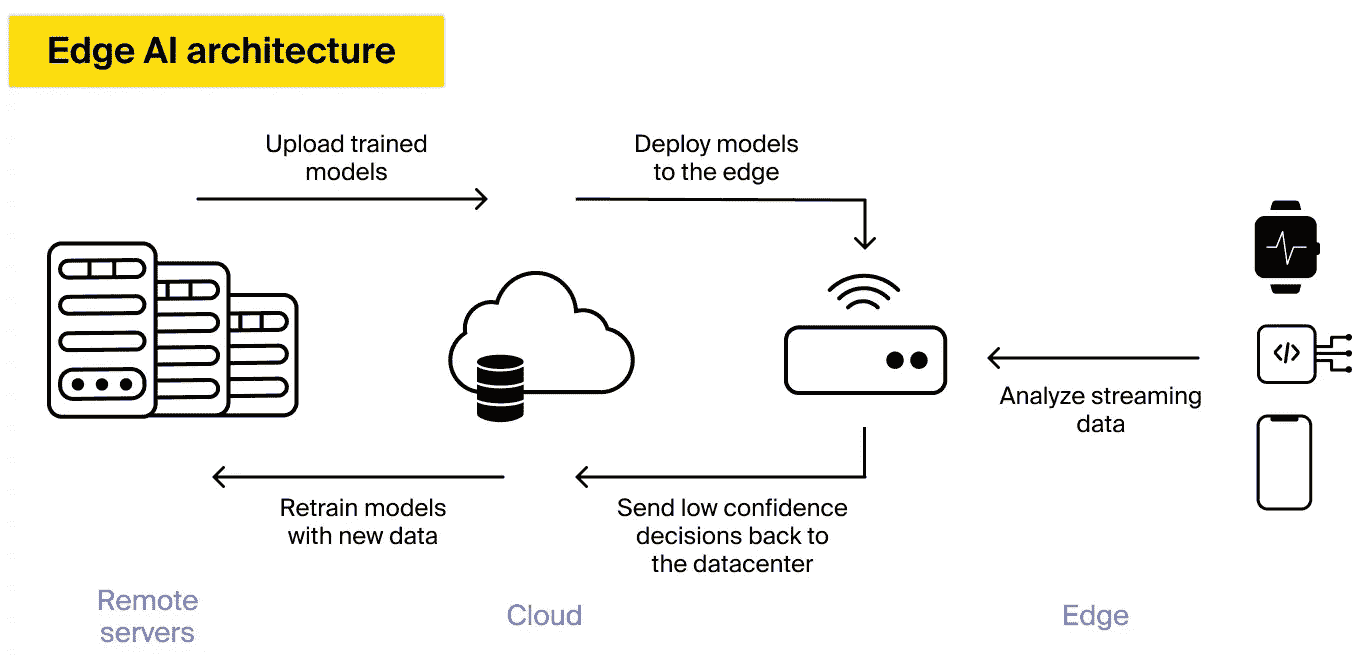 Edge AI architecture
Upload trained
models
Deploy models
to the edge
</>
Analyze streaming
data
Retrain models
with new data
Send low confidence
decisions back to
the datacenter
Remote
servers
Cloud
Edge